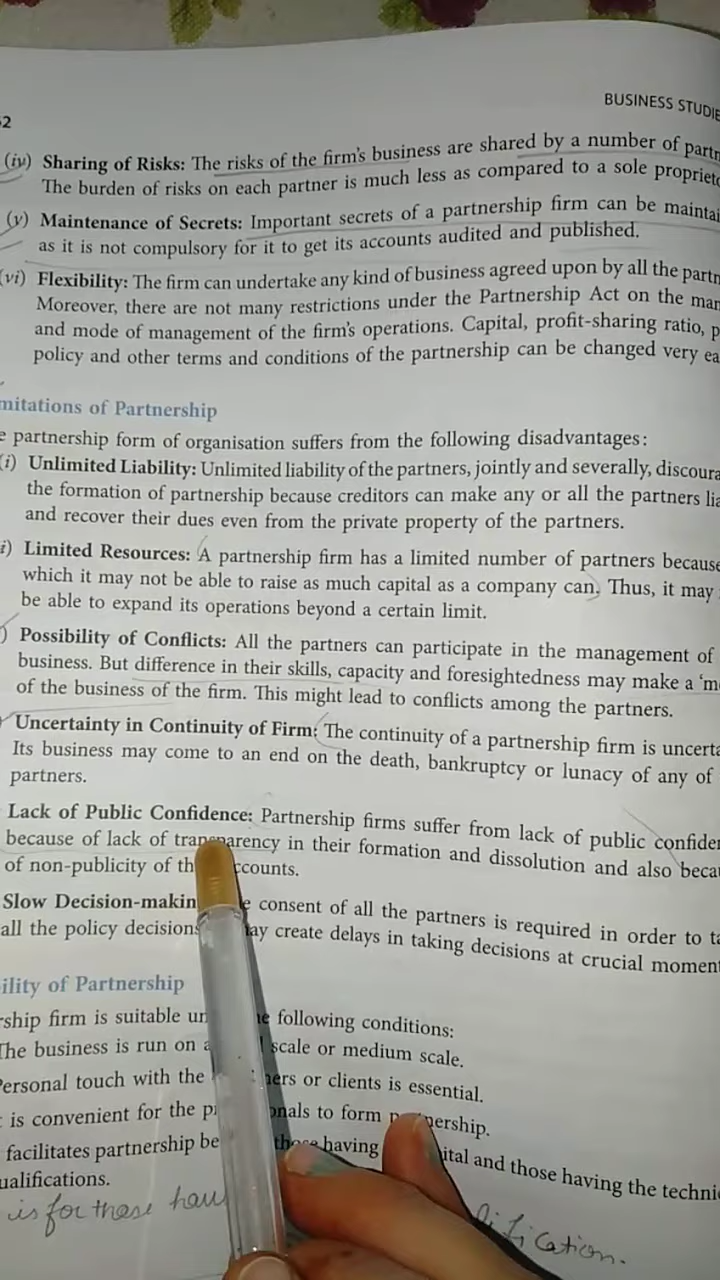 BUSINESS STUDIE
52
(iv) Sharing of Risks: The risks of the firm's business are shared by a number of partn
The burden of risks on each partner is much less as compared to a sole propriet
(v) Maintenance of Secrets: Important secrets of a partnership firm can be maintai
as it is not compulsory for it to get its accounts audited and published.
(vi) Flexibility: The firm can undertake any kind of business agreed upon by all the partn
Moreover, there are not many restrictions under the Partnership Act on the man
and mode of management of the firm's operations. Capital, profit-sharing ratio, p
policy and other terms and conditions of the partnership can be changed very ea
mitations of Partnership
e partnership form of organisation suffers from the following disadvantages:
(i) Unlimited Liability: Unlimited liability of the partners, jointly and severally, discoura
the formation of partnership because creditors can make any or all the partners lia
and recover their dues even from the private property of the partners.
i) Limited Resources: A partnership firm has a limited number of partners because
which it may not be able to raise as much capital as a company can. Thus, it may
be able to expand its operations beyond a certain limit.
) Possibility of Conflicts: All the partners can participate in the management of
business. But difference in their skills, capacity and foresightedness may make a 'm
of the business of the firm. This might lead to conflicts among the partners.
Uncertainty in Continuity of Firm: The continuity of a partnership firm is uncerta
Its business may come to an end on the death, bankruptcy or lunacy of any of
partners.
Lack of Public Confidence: Partnership firms suffer from lack of public confider
because of lack of transparency in their formation and dissolution and also beca
of non-publicity of th ccounts.
Slow Decision-makin e consent of all the partners is required in order to ta
all the policy decisions ay create delays in taking decisions at crucial moment
ility of Partnership
rship firm is suitable un e following conditions:
The business is run on a scale or medium scale.
Personal touch with the ers or clients is essential.
t is convenient for the p onals to form p nership.
facilitates partnership be those having ital and those having the techni
ualifications.
is for those hav ification.